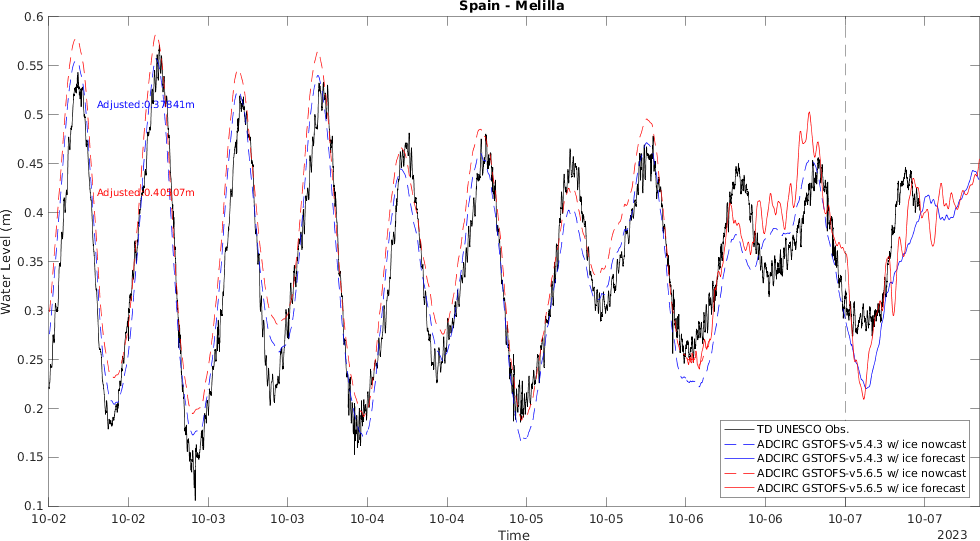 Spain - Melilla
0.6
0.55
0.5
0.45
0.4
0.35
0.3
0.25
0.2
0.15
0.1
Water Level (m)
Adjusted:0.37841m
Adjusted:0.40507m
TD UNESCO Obs.
ADCIRC GSTOFS-v5.4.3 w/ ice nowcast
ADCIRC GSTOFS-v5.4.3 w/ ice forecast
ADCIRC GSTOFS-v5.6.5 w/ ice nowcast
ADCIRC GSTOFS-v5.6.5 w/ ice forecast
10-02 10-02 10-03 10-03 10-04 10-04 10-05 10-05 10-06 10-06 10-07 10-07
Time
2023